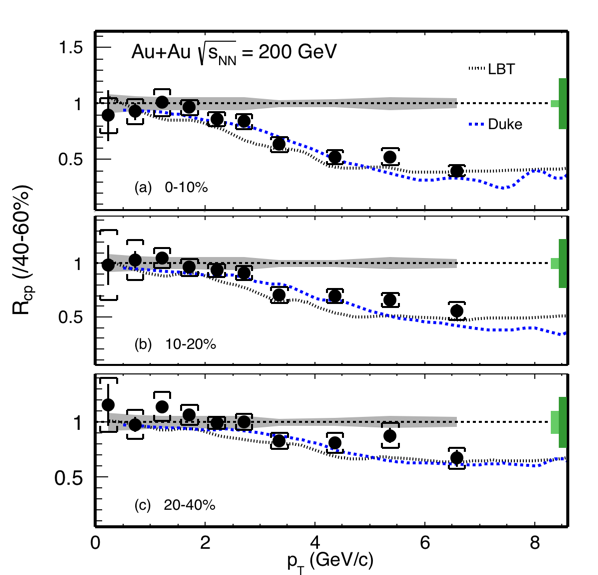 Au+Au √s_NN = 200 GeV
LBT
Duke
1.5
1
0.5
(a) 0-10%
R_cp (/40-60%)
1
0.5
(b) 10-20%
1
0.5
(c) 20-40%
0 2 4 6 8
p_T (GeV/c)